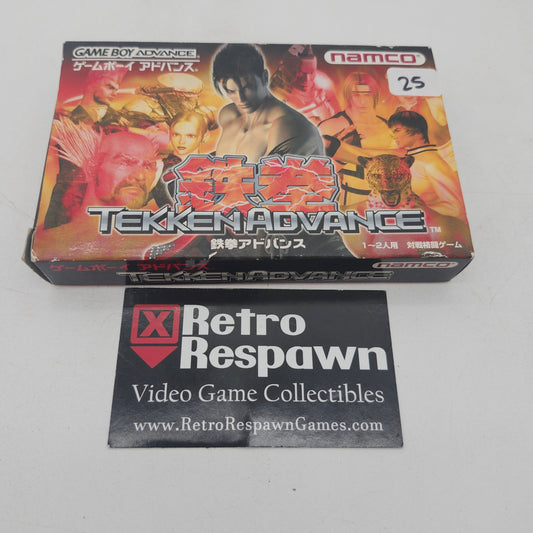 GAME BOY ADVANCE
ゲームボーイ アドバンス
namco
25
鉄拳
TEKKEN ADVANCE™
鉄拳アドバンス
1~2人用 対戦格闘ゲーム
ゲームボーイ アドバンス
TEKKEN ADVANCE
namco
X Retro
Respawn
Video Game Collectibles
www.RetroRespawnGames.com